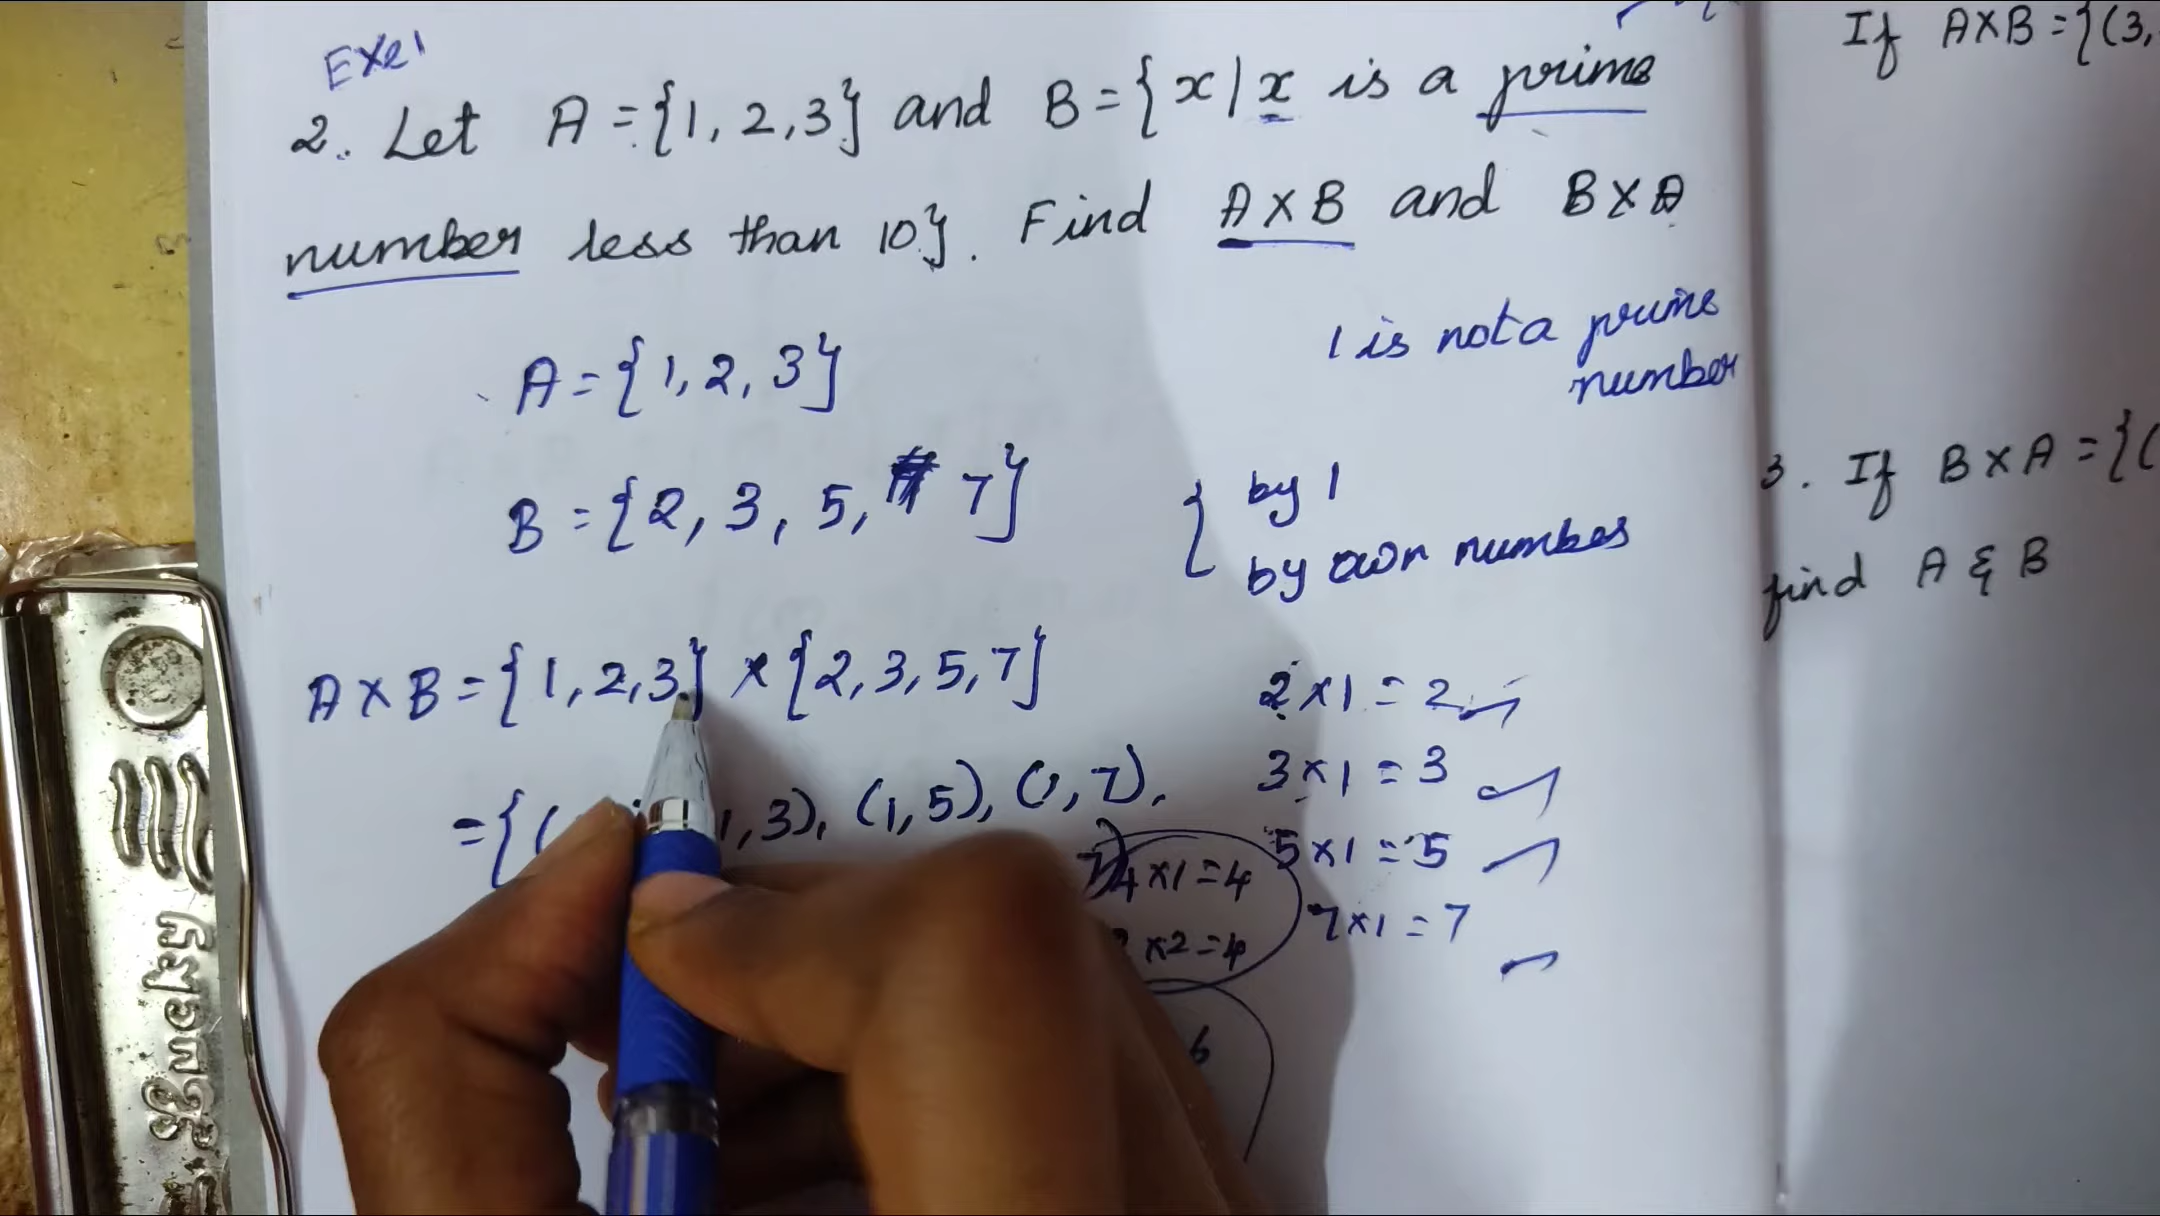 Exe1
2. Let A = {1, 2, 3} and B = {x / x is a prime
number less than 10}. Find A X B and B X A
1 is not a prime
number
A = {1, 2, 3}
B = {2, 3, 5, 7}
{ by 1
by own number
A X B = {1, 2, 3} x {2, 3, 5, 7}
= {( 1, 3), (1, 5), (1, 7),
2 x 1 = 2
3 x 1 = 3
5 x 1 = 5
7 x 1 = 7
4 x 1 = 4
x 2 = 4
6
If A X B = {(3,
3. If B X A = {(
find A & B